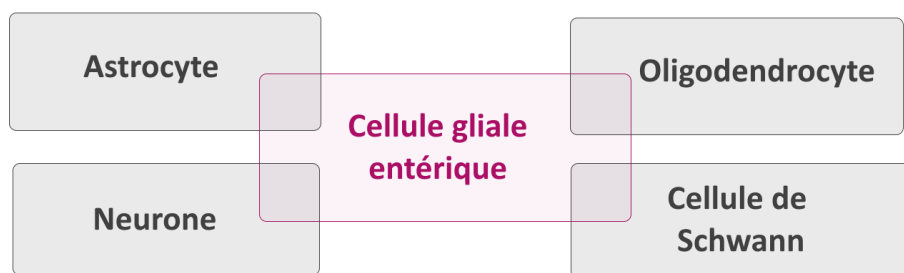 Astrocyte
Oligodendrocyte
Cellule gliale
entérique
Neurone
Cellule de
Schwann